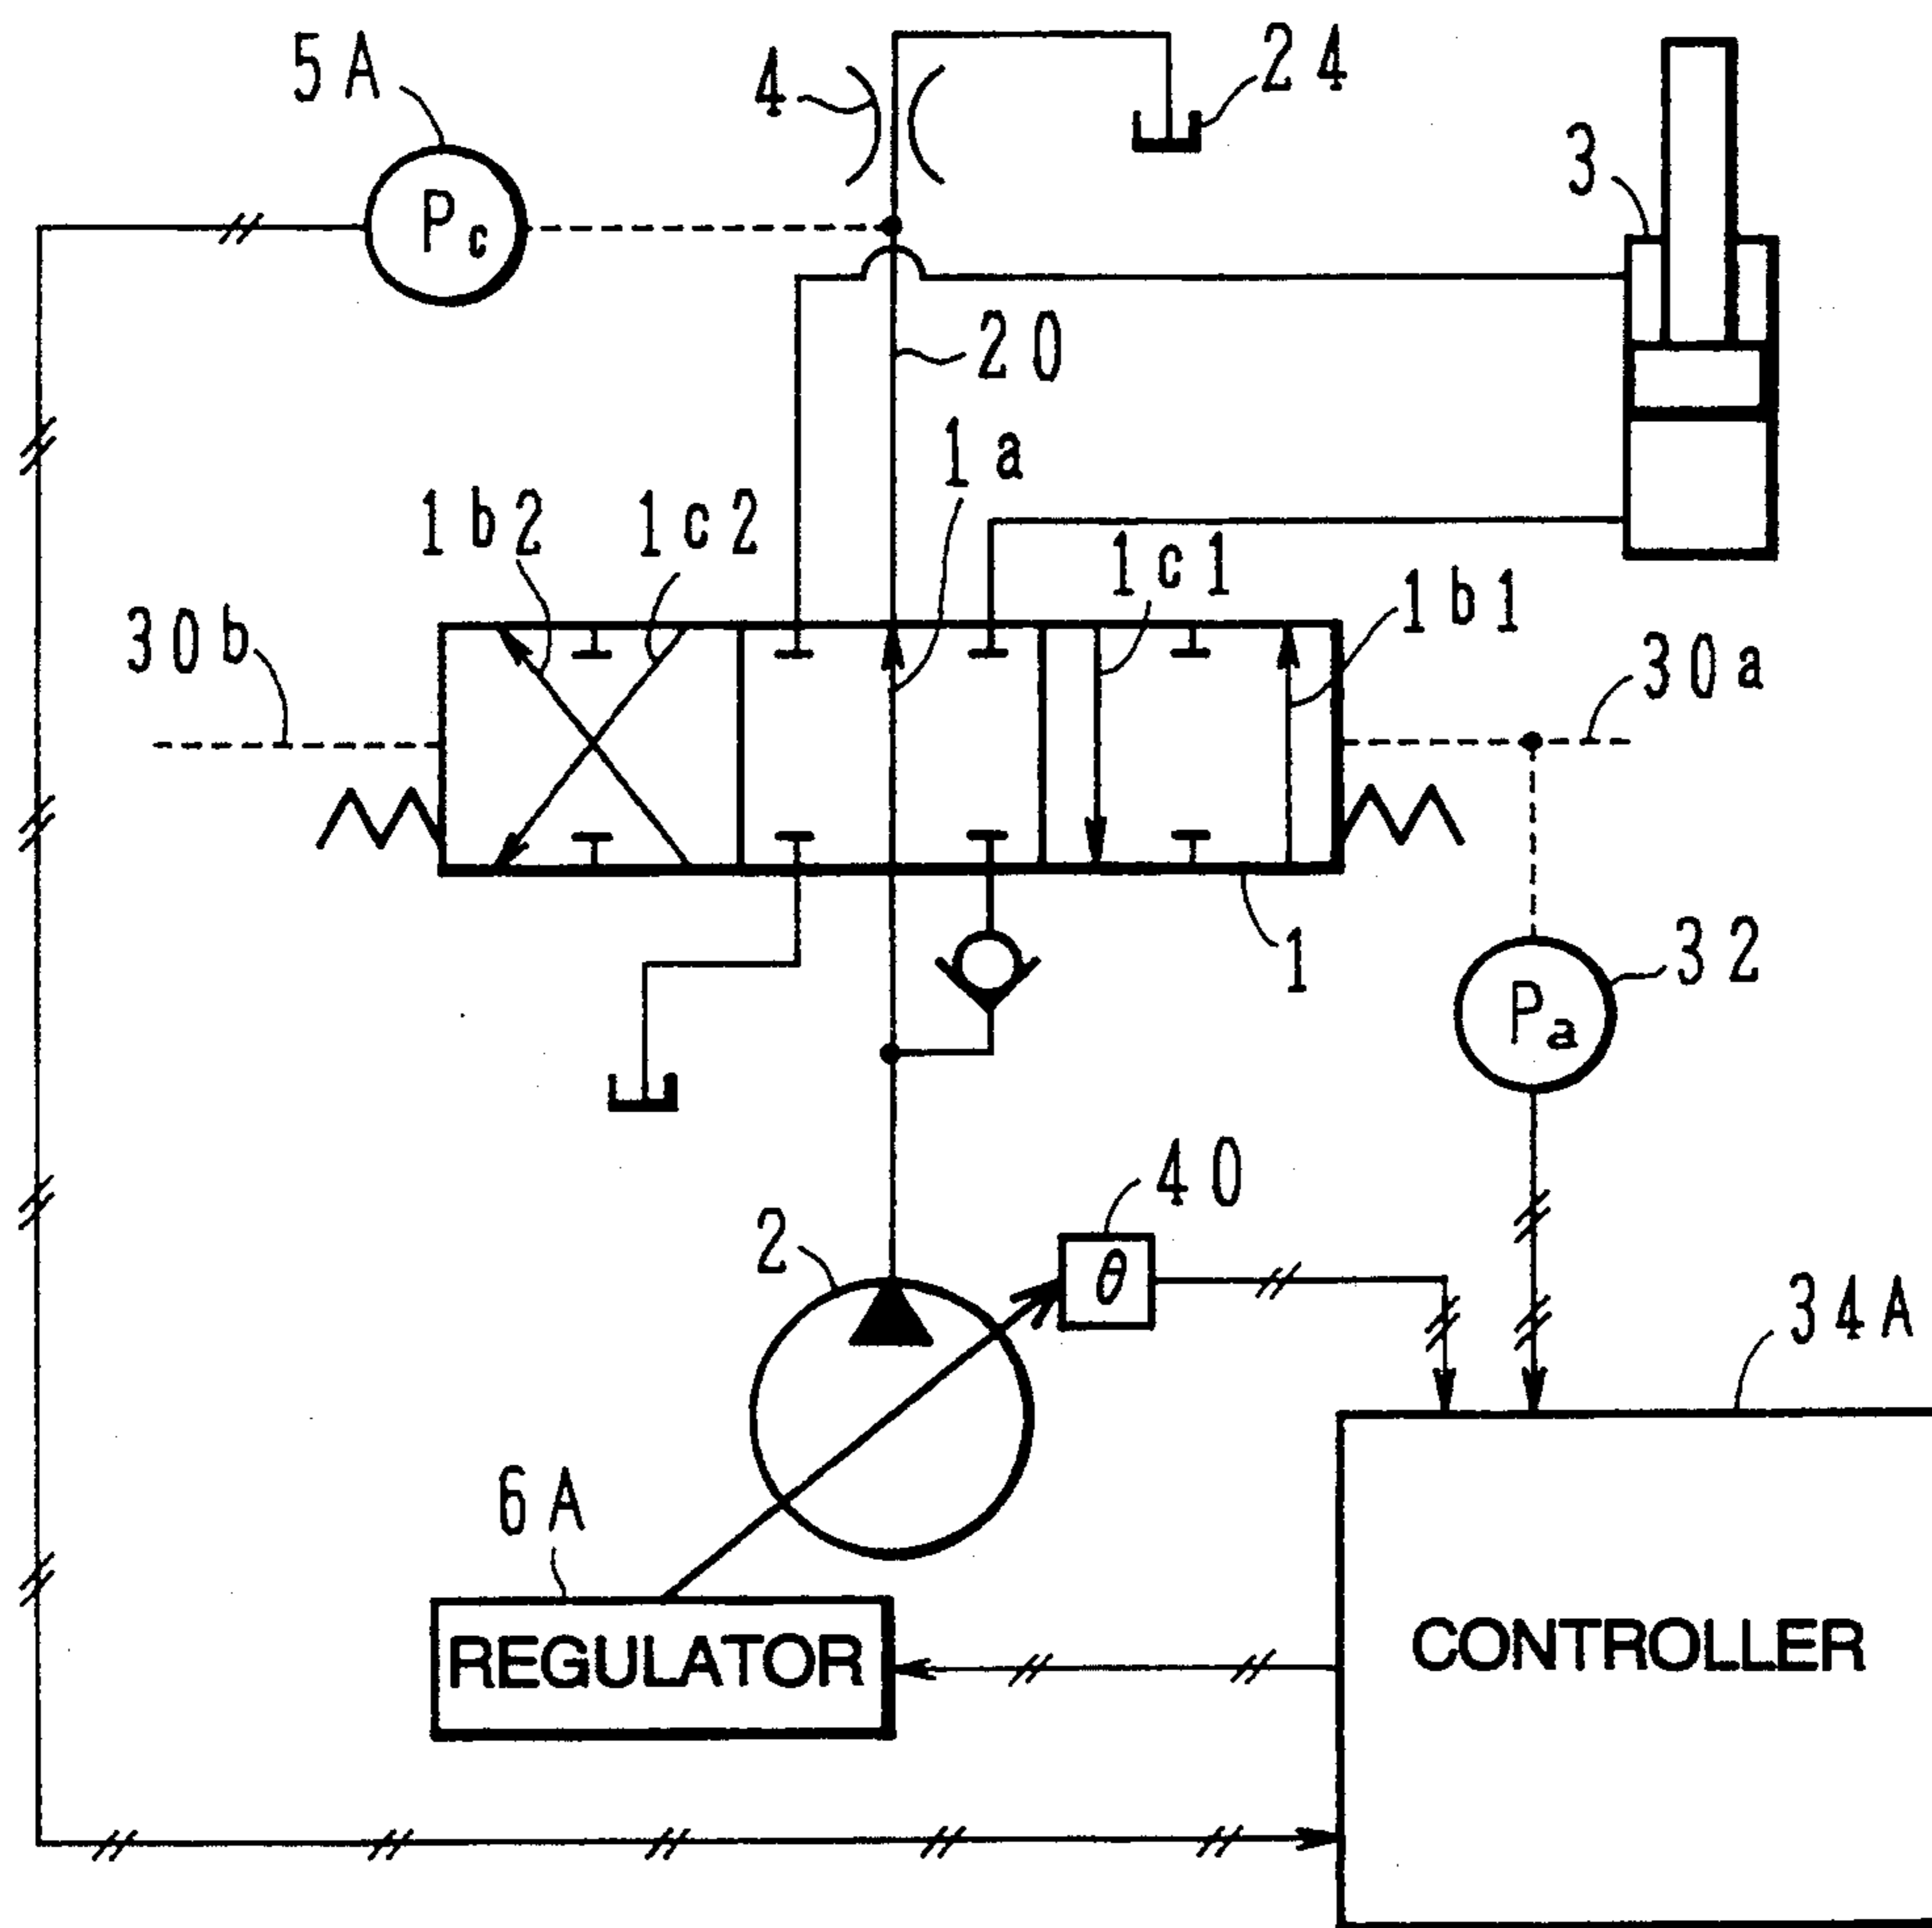 5A
4
24
3
Pc
20
1a
1b2
1c2
1c1
1b1
30b
30a
1
32
Pa
40
2
θ
34A
6A
REGULATOR
CONTROLLER